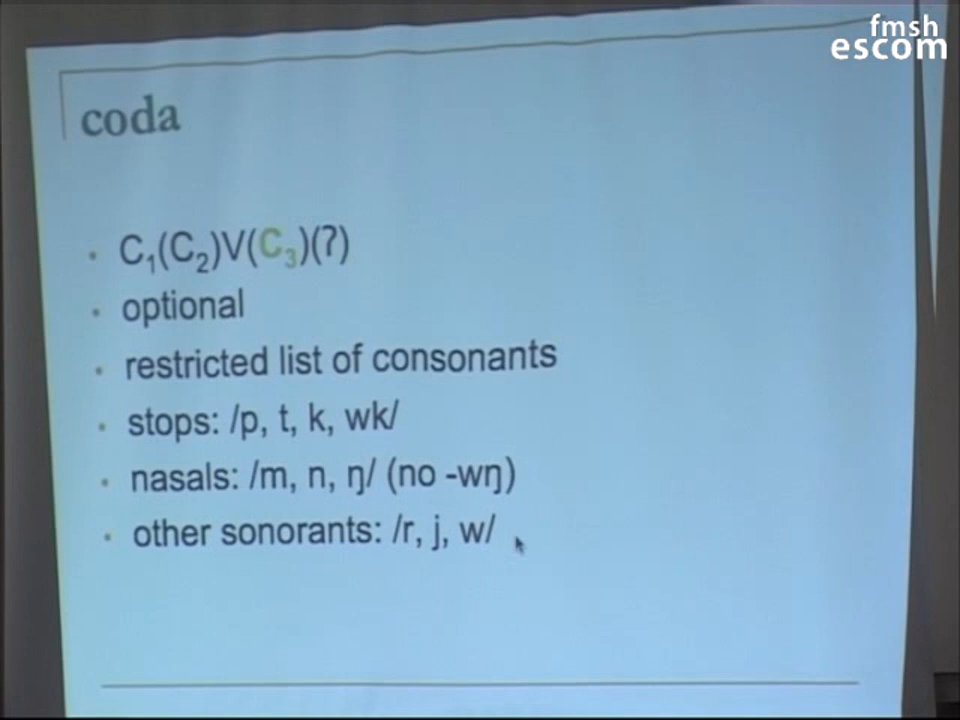 fmsh
escom
coda
• C₁(C₂)V(C₃)(?)
• optional
• restricted list of consonants
• stops: /p, t, k, wk/
• nasals: /m, n, ŋ/ (no -wŋ)
• other sonorants: /r, j, w/